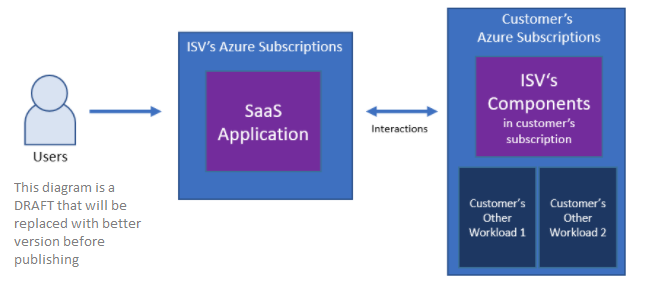 Users
This diagram is a
DRAFT that will be
replaced with better
version before
publishing
ISV's Azure Subscriptions
SaaS
Application
Interactions
Customer's
Azure Subscriptions
ISV's
Components
in customer's
subscription
Customer's
Other
Workload 1
Customer's
Other
Workload 2